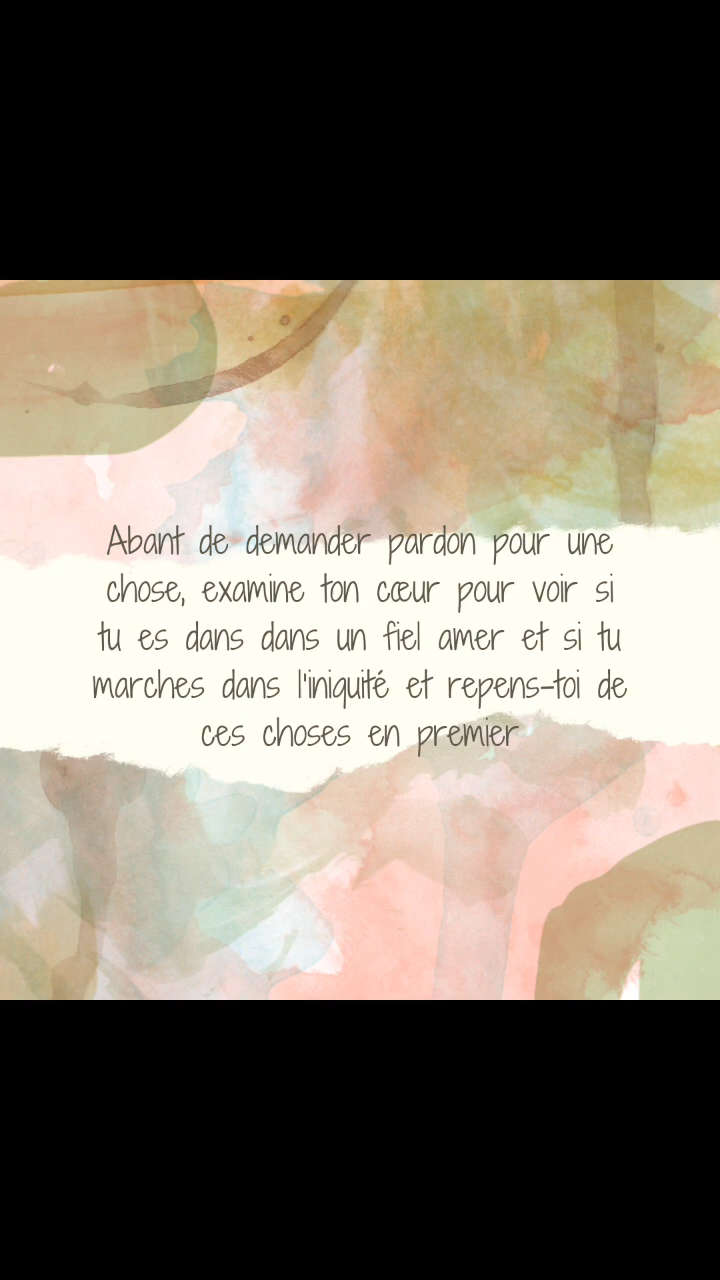 Abant de demander pardon pour une
chose, examine ton cœur pour voir si
tu es dans dans un fiel amer et si tu
marches dans l'iniquité et repens-toi de
ces choses en premier